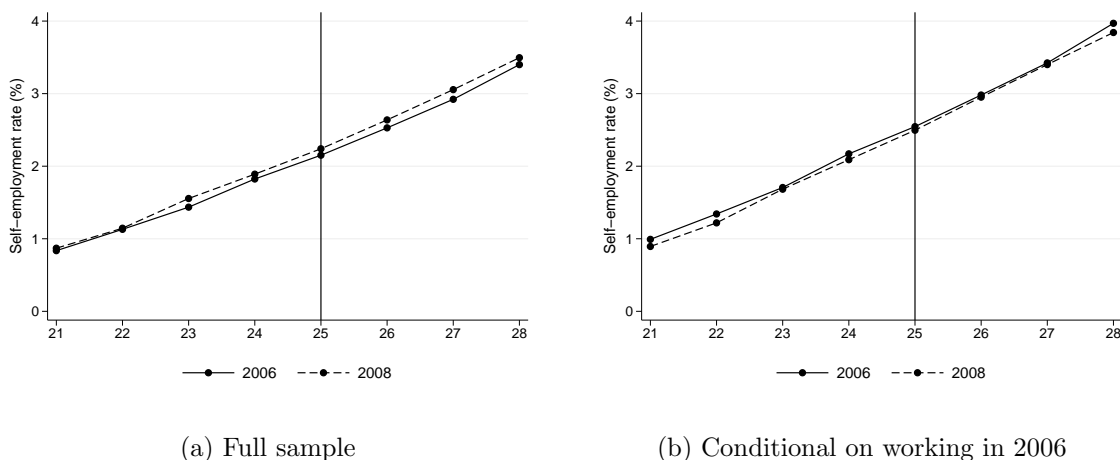 Self−employment rate (%)
4
3
2
1
0
21 22 23 24 25 26 27 28
2006 2008
(a) Full sample
Self−employment rate (%)
4
3
2
1
0
21 22 23 24 25 26 27 28
2006 2008
(b) Conditional on working in 2006